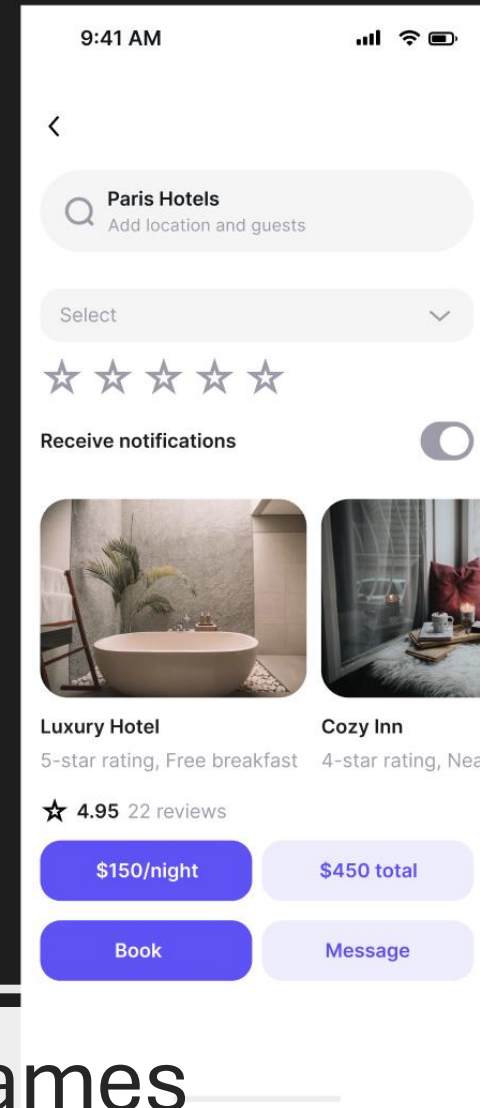 9:41 AM
Paris Hotels
Add location and guests
Select
Receive notifications
Luxury Hotel
Cozy Inn
5-star rating, Free breakfast
4-star rating, Nea
4.95 22 reviews
$150/night
$450 total
Book
Message
ames